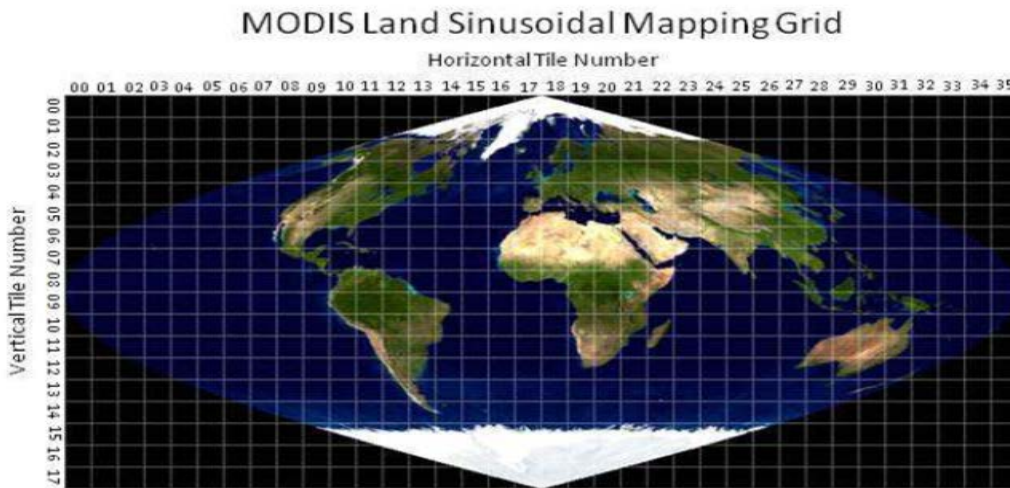 MODIS Land Sinusoidal Mapping Grid
Horizontal Tile Number
00 01 02 03 04 05 06 07 08 09 10 11 12 13 14 15 16 17 18 19 20 21 22 23 24 25 26 27 28 29 30 31 32 33 34 35
Vertical Tile Number
00 01 02 03 04 05 06 07 08 09 10 11 12 13 14 15 16 17